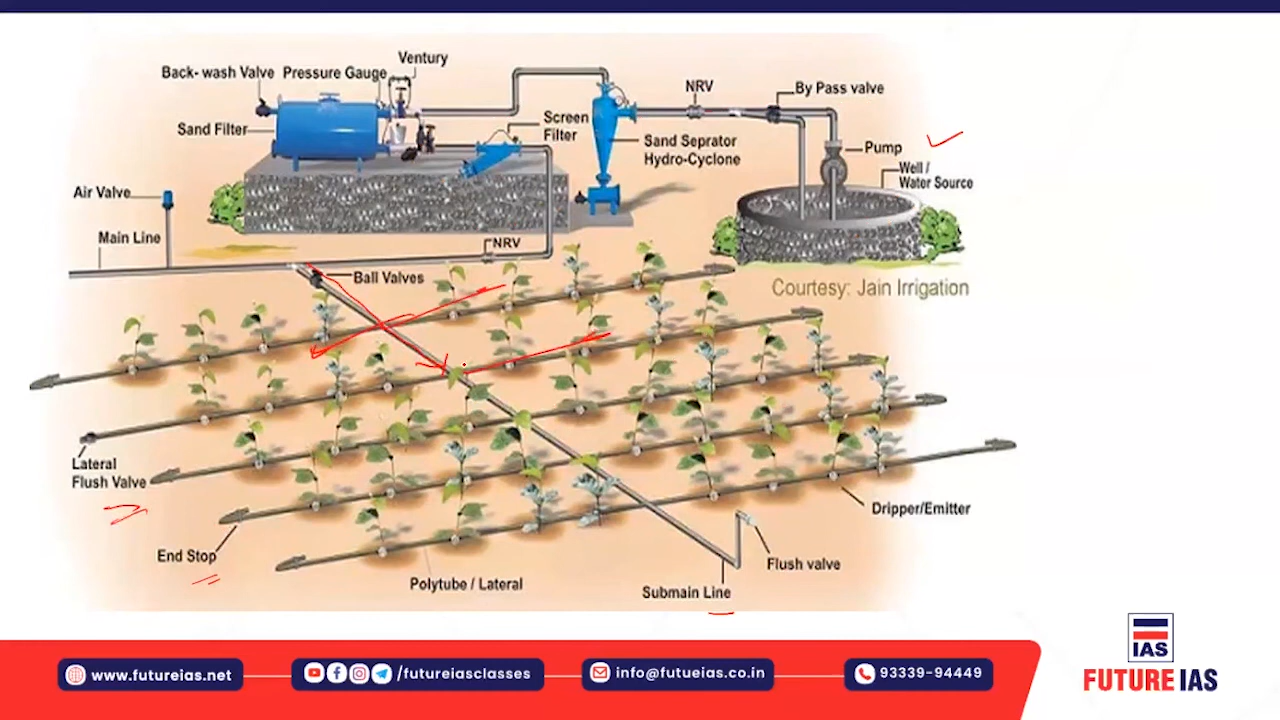 Ventury
Back- wash Valve
Pressure Gauge
NRV
By Pass valve
Sand Filter
Screen
Filter
Sand Seprator
Hydro-Cyclone
Pump
Well /
Water Source
Air Valve
Main Line
NRV
Ball Valves
Courtesy: Jain Irrigation
Lateral
Flush Valve
Dripper/Emitter
End Stop
Flush valve
Polytube / Lateral
Submain Line
IAS
FUTURE IAS
www.futureias.net
/futureiasclasses
info@futueias.co.in
93339-94449